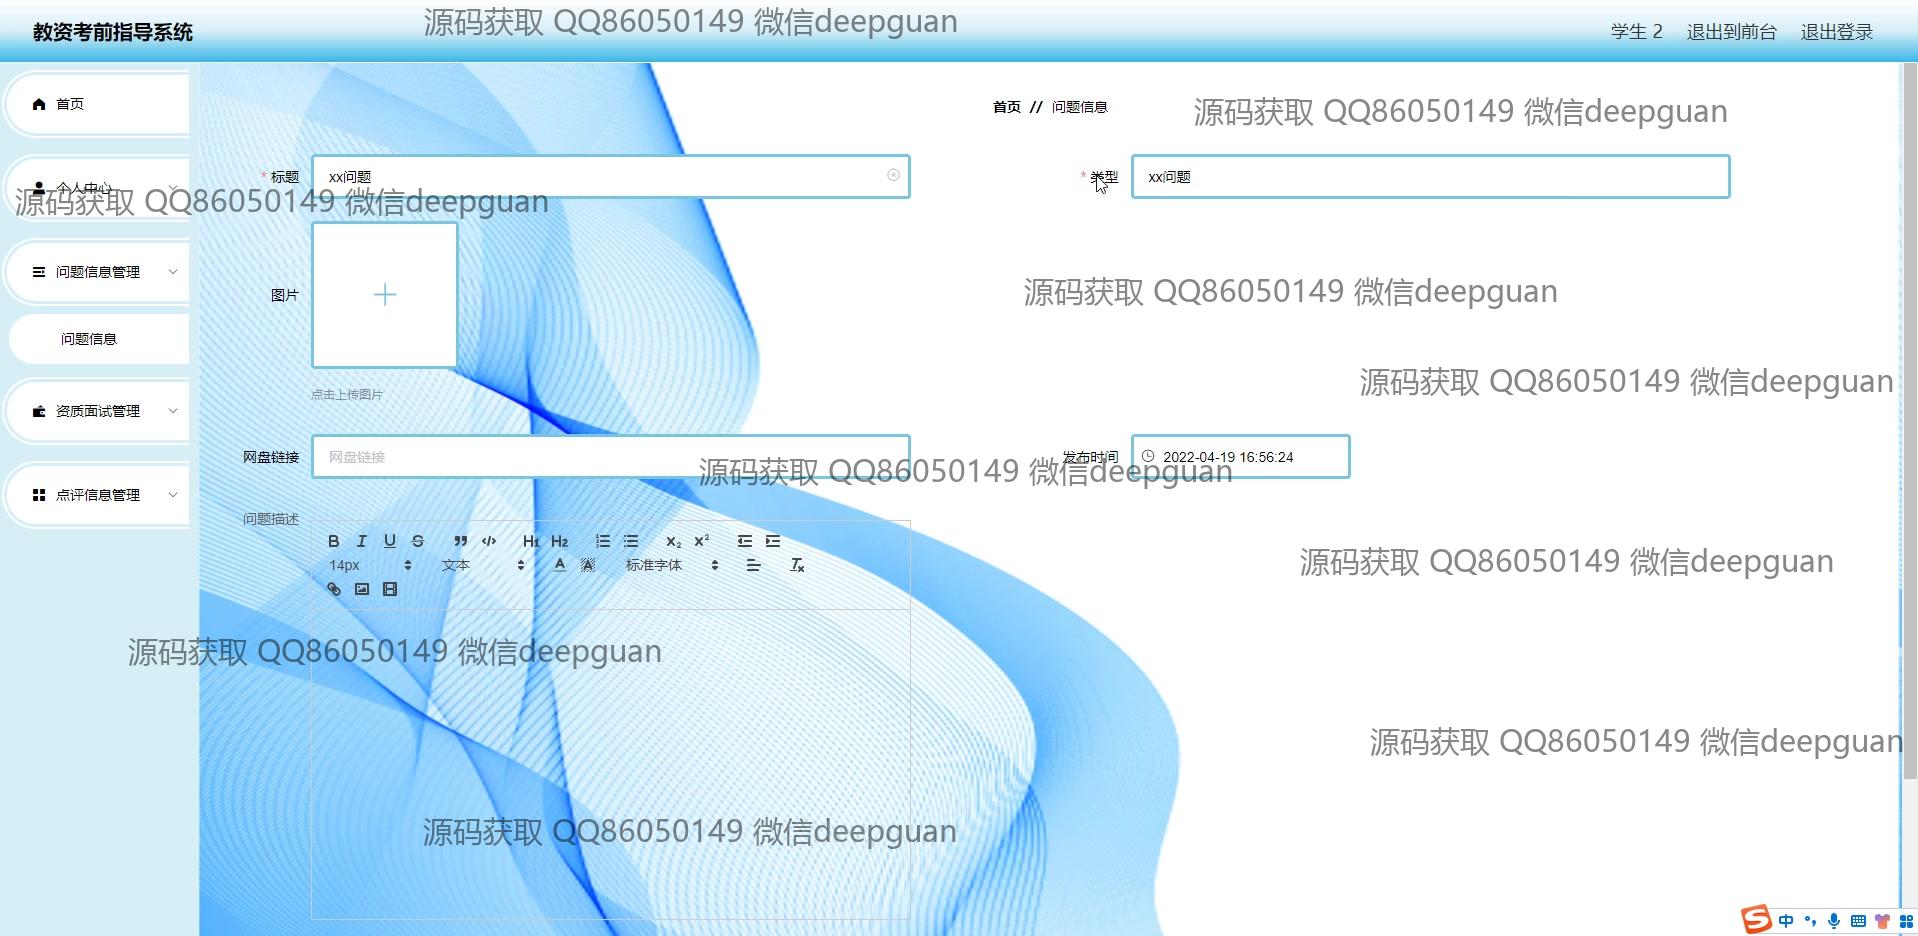 教资考前指导系统
源码获取 QQ86050149 微信deepguan
学生 2 退出到前台 退出登录
首页
首页 // 问题信息
源码获取 QQ86050149 微信deepguan
* 标题 xx问题
* 类型 xx问题
个人中心
源码获取 QQ86050149 微信deepguan
问题信息管理
图片
源码获取 QQ86050149 微信deepguan
问题信息
源码获取 QQ86050149 微信deepguan
点击上传图片
资质面试管理
网盘链接 网盘链接
发布时间 2022-04-19 16:56:24
源码获取 QQ86050149 微信deepguan
点评信息管理
问题描述
B I U S ” </> H1 H2 x2 x2
14px 文本 A A 标准字体 Tx
源码获取 QQ86050149 微信deepguan
源码获取 QQ86050149 微信deepguan
源码获取 QQ86050149 微信deepguan
源码获取 QQ86050149 微信deepguan
S 中 °,